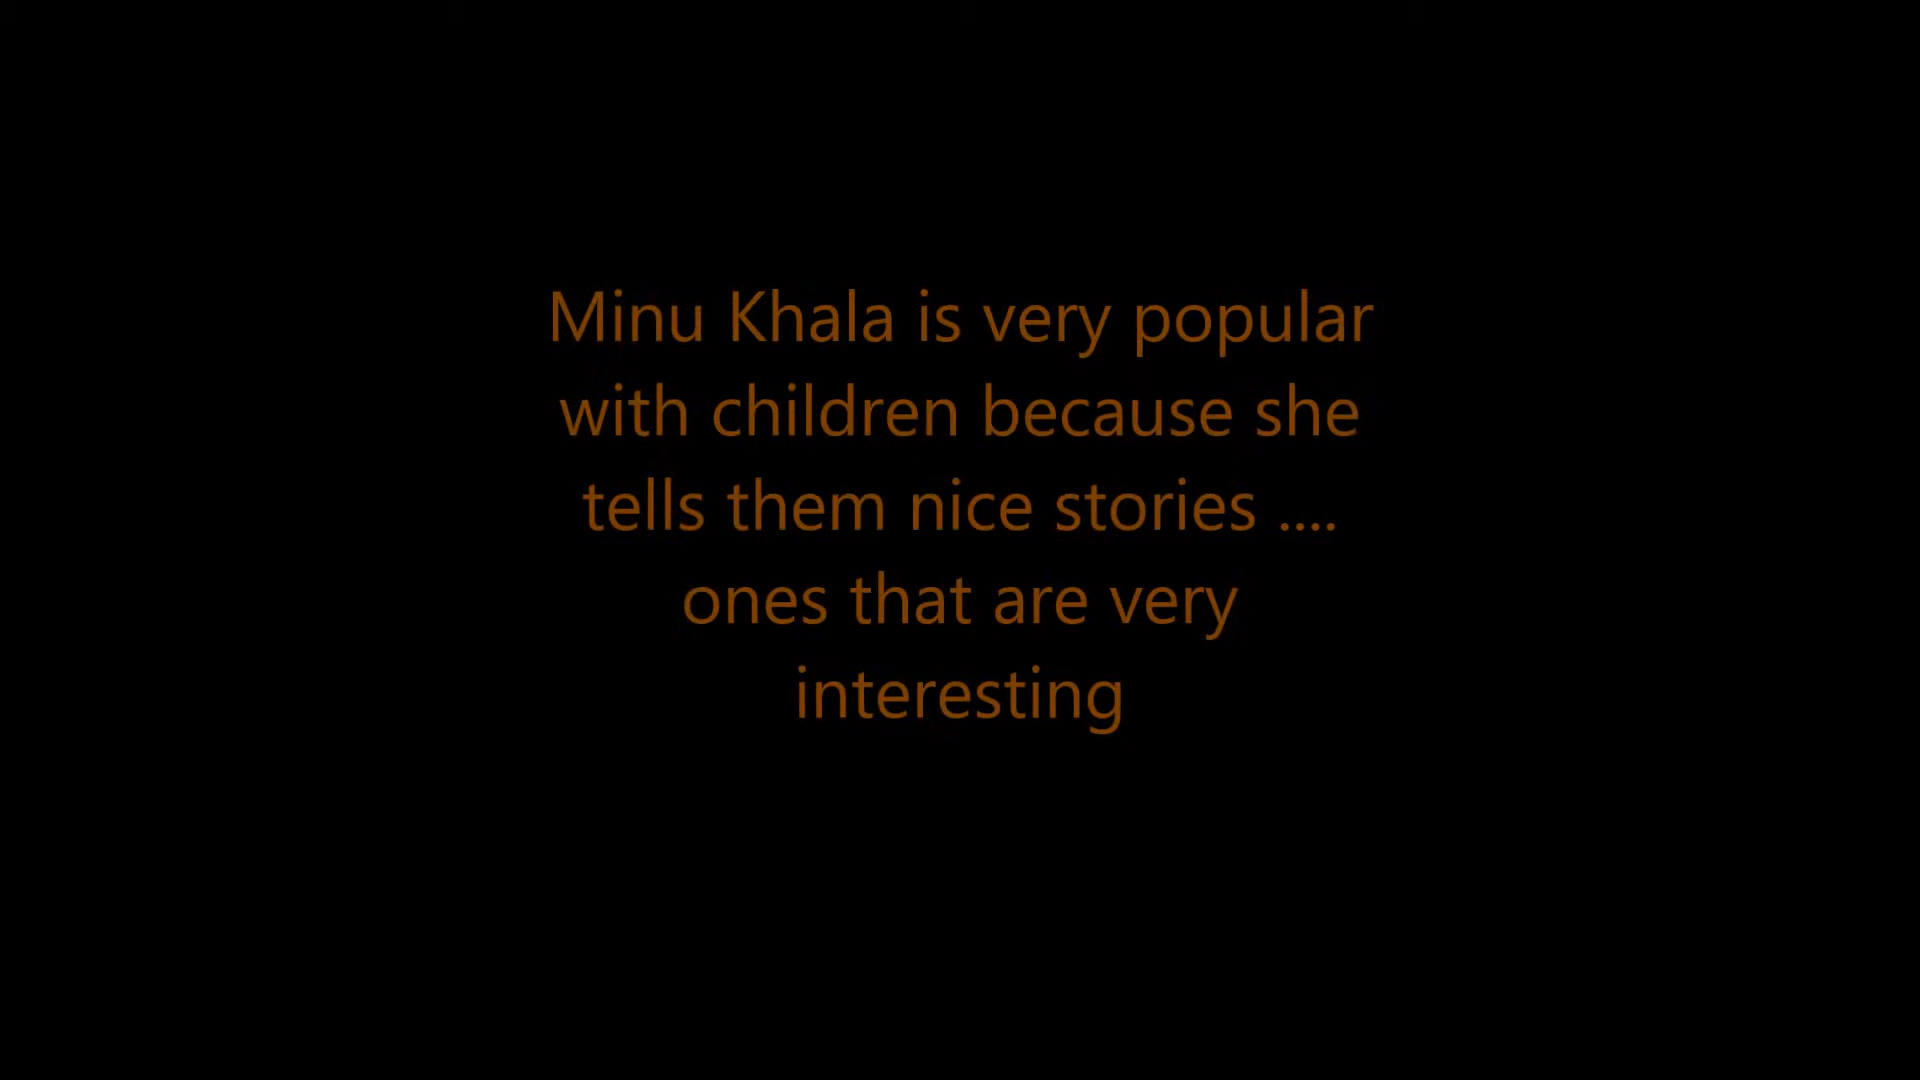 Minu Khala is very popular
with children because she
tells them nice stories ....
ones that are very
interesting